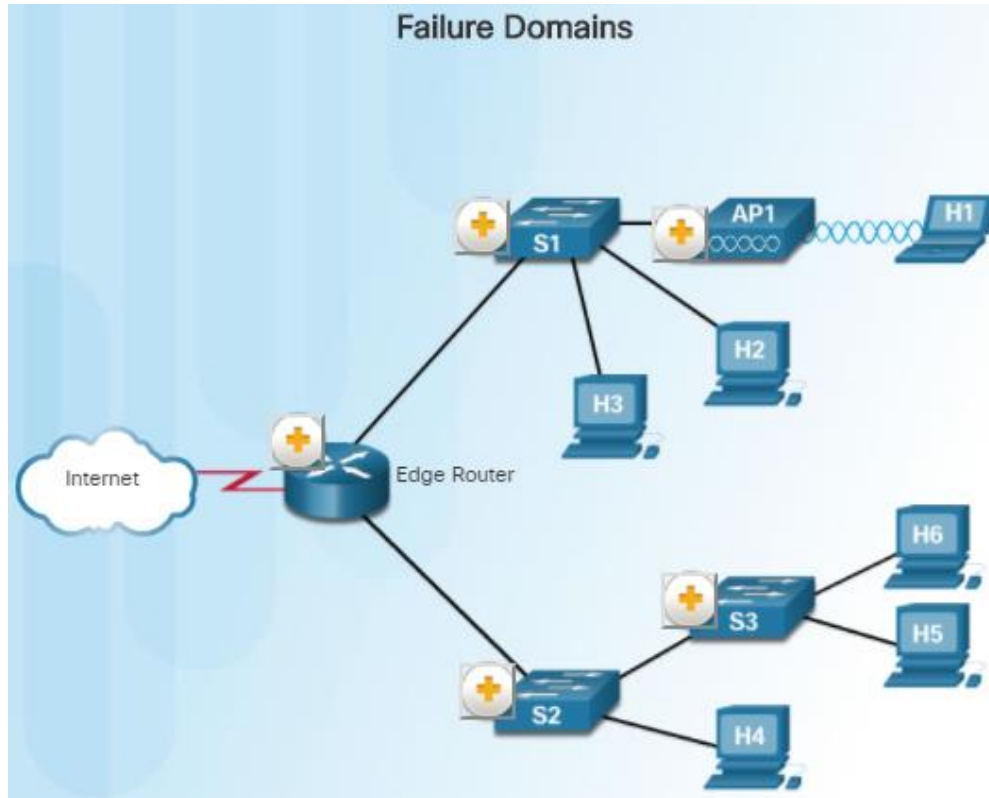 Failure Domains
S1
AP1
H1
H2
H3
Internet
Edge Router
H6
S3
H5
S2
H4